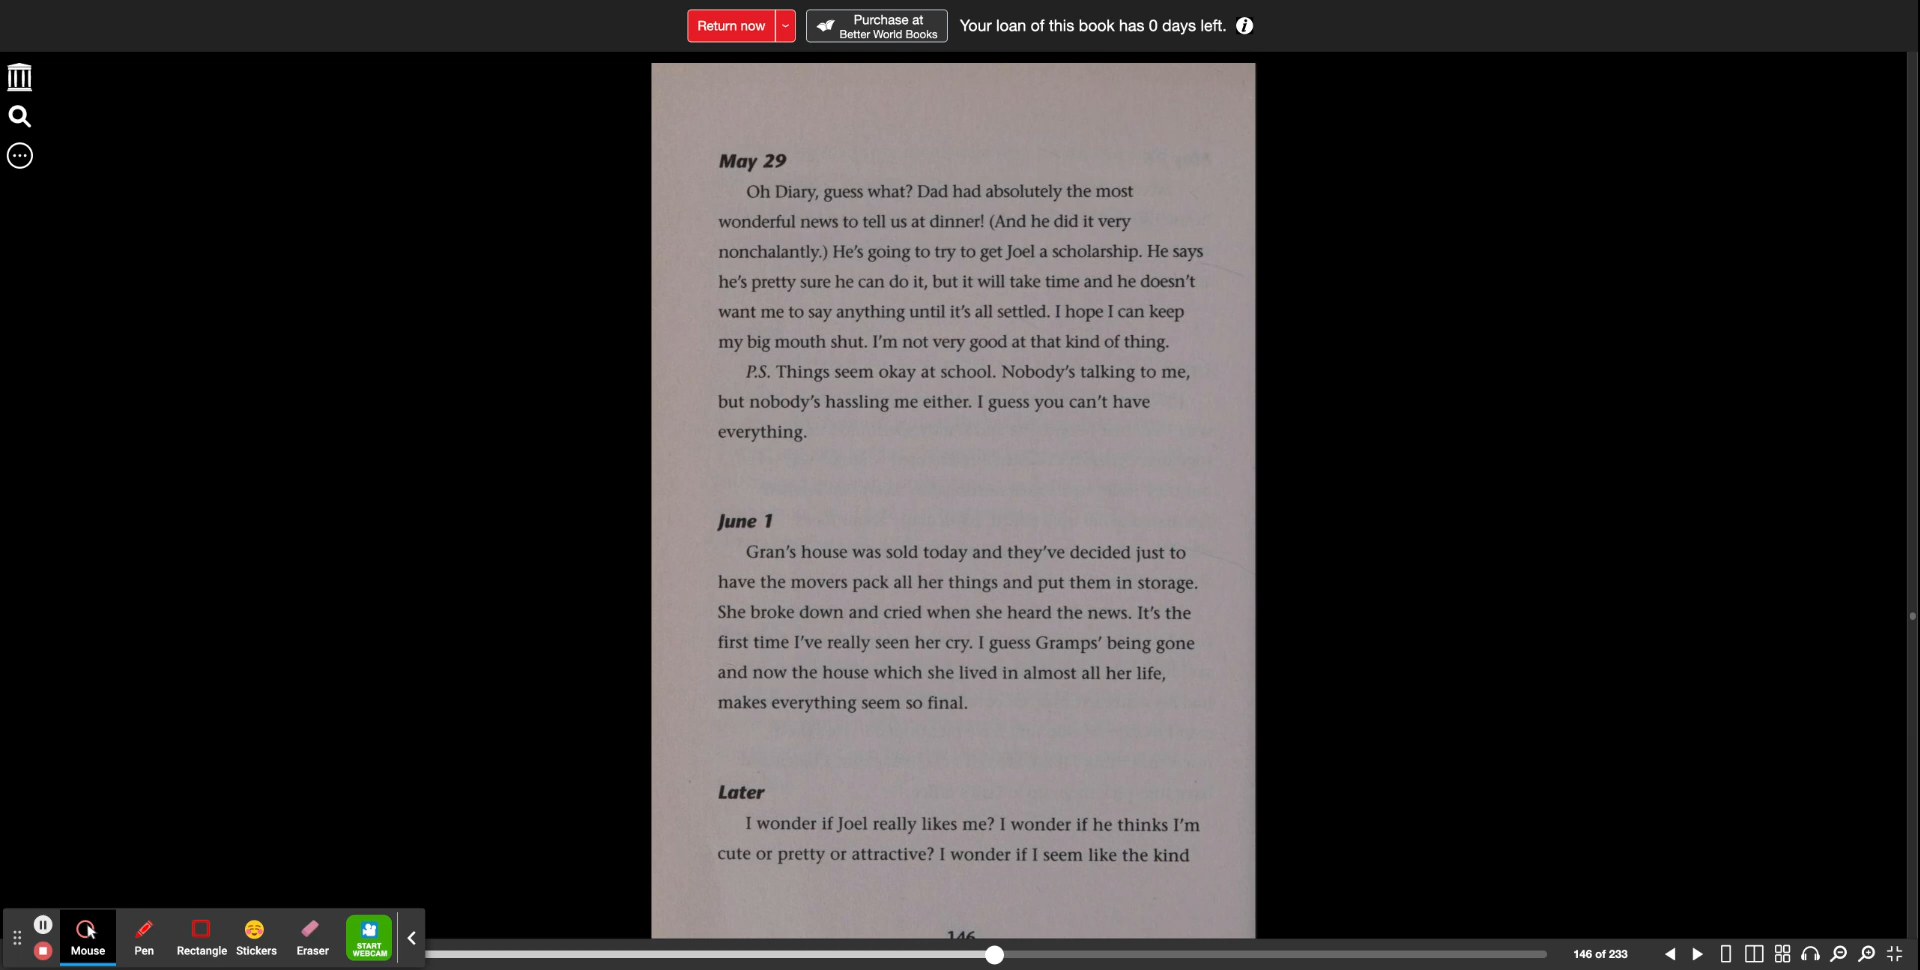 Return now
Purchase at
Better World Books
Your loan of this book has 0 days left.
May 29
Oh Diary, guess what? Dad had absolutely the most
wonderful news to tell us at dinner! (And he did it very
nonchalantly.) He's going to try to get Joel a scholarship. He says
he's pretty sure he can do it, but it will take time and he doesn't
want me to say anything until it's all settled. I hope I can keep
my big mouth shut. I'm not very good at that kind of thing.
P.S. Things seem okay at school. Nobody's talking to me,
but nobody's hassling me either. I guess you can't have
everything.
June 1
Gran's house was sold today and they've decided just to
have the movers pack all her things and put them in storage.
She broke down and cried when she heard the news. It's the
first time I've really seen her cry. I guess Gramps' being gone
and now the house which she lived in almost all her life,
makes everything seem so final.
Later
I wonder if Joel really likes me? I wonder if he thinks I'm
cute or pretty or attractive? I wonder if I seem like the kind
146
Mouse
Pen
Rectangle
Stickers
Eraser
START
WEBCAM
146 of 233